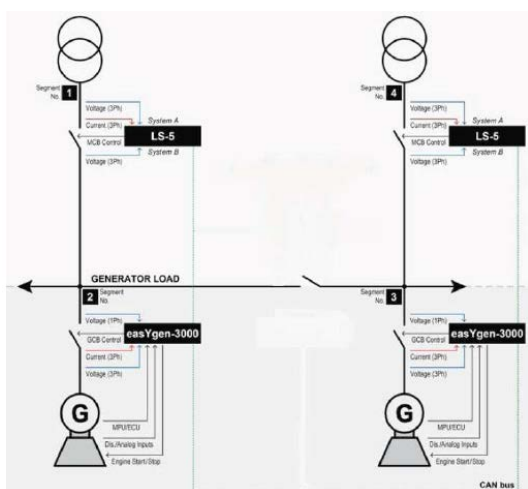 Segment
No.
1
Voltage (3Ph)
System A
Current (3Ph)
LS-5
MCB Control
System B
Voltage (3Ph)
Segment
No.
4
Voltage (3Ph)
System A
Current (3Ph)
LS-5
MCB Control
System B
Voltage (3Ph)
GENERATOR LOAD
2
Segment
No.
Voltage (1Ph)
easYgen-3000
GCB Control
Current (3Ph)
Voltage (3Ph)
G
MPU/ECU
Dis./Analog Inputs
Engine Start/Stop
Segment
No.
3
Voltage (1Ph)
easYgen-3000
GCB Control
Current (3Ph)
Voltage (3Ph)
G
MPU/ECU
Dis./Analog Inputs
Engine Start/Stop
CAN bus